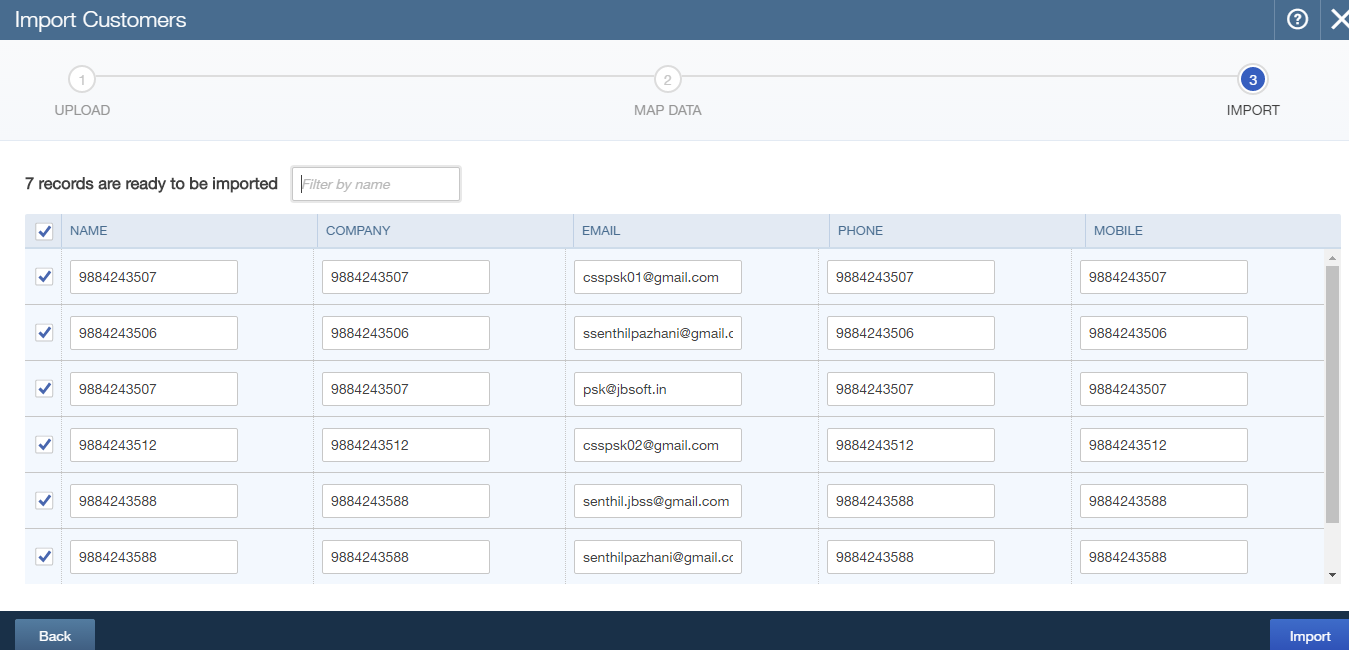 Import Customers ?
1 2 3
UPLOAD MAP DATA IMPORT
7 records are ready to be imported Filter by name
NAME COMPANY EMAIL PHONE MOBILE
9884243507 9884243507 csspsk01@gmail.com 9884243507 9884243507
9884243506 9884243506 ssenthilpazhani@gmail.c 9884243506 9884243506
9884243507 9884243507 psk@jbsoft.in 9884243507 9884243507
9884243512 9884243512 csspsk02@gmail.com 9884243512 9884243512
9884243588 9884243588 senthil.jbss@gmail.com 9884243588 9884243588
9884243588 9884243588 senthilpazhani@gmail.cc 9884243588 9884243588
Back Import